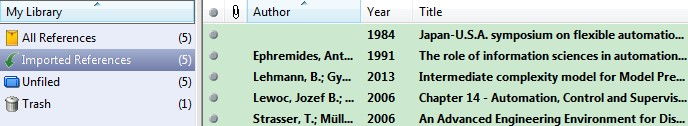 My Library
All References (5)
Imported References (5)
Unfiled (5)
Trash (1)
Author Year Title
1984 Japan-U.S.A. symposium on flexible automatio...
Ephremides, Ant... 1991 The role of information sciences in automation...
Lehmann, B.; Gy... 2013 Intermediate complexity model for Model Pre...
Lewoc, Jozef B.; ... 2006 Chapter 14 - Automation, Control and Supervis...
Strasser, T.; Müll... 2006 An Advanced Engineering Environment for Dis...